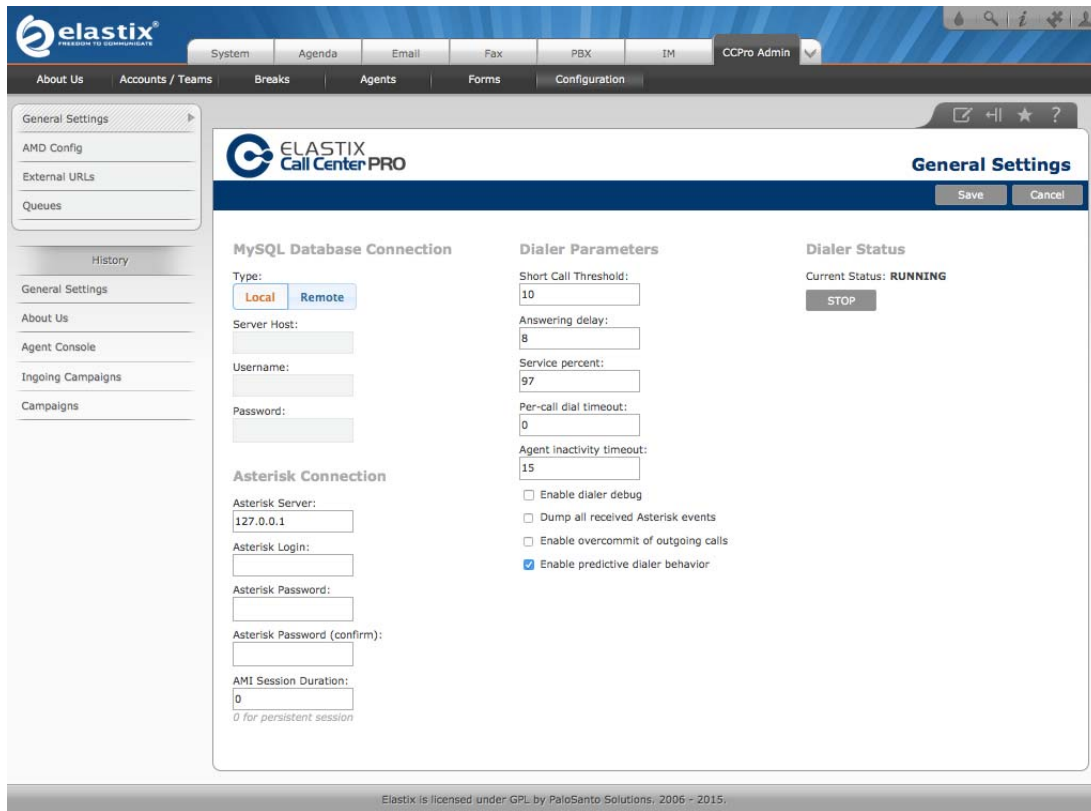 elastix®
FREEDOM TO COMMUNICATE
System Agenda Email Fax PBX IM CCPro Admin
About Us Accounts / Teams Breaks Agents Forms Configuration
General Settings
AMD Config
External URLs
Queues
History
General Settings
About Us
Agent Console
Ingoing Campaigns
Campaigns
?
ELASTIX
Call Center PRO
General Settings
Save Cancel
MySQL Database Connection
Type:
Local Remote
Server Host:
Username:
Password:
Asterisk Connection
Asterisk Server:
127.0.0.1
Asterisk Login:
Asterisk Password:
Asterisk Password (confirm):
AMI Session Duration:
0
0 for persistent session
Dialer Parameters
Short Call Threshold:
10
Answering delay:
8
Service percent:
97
Per-call dial timeout:
0
Agent inactivity timeout:
15
Enable dialer debug
Dump all received Asterisk events
Enable overcommit of outgoing calls
Enable predictive dialer behavior
Dialer Status
Current Status: RUNNING
STOP
Elastix is licensed under GPL by PaloSanto Solutions. 2006 - 2015.